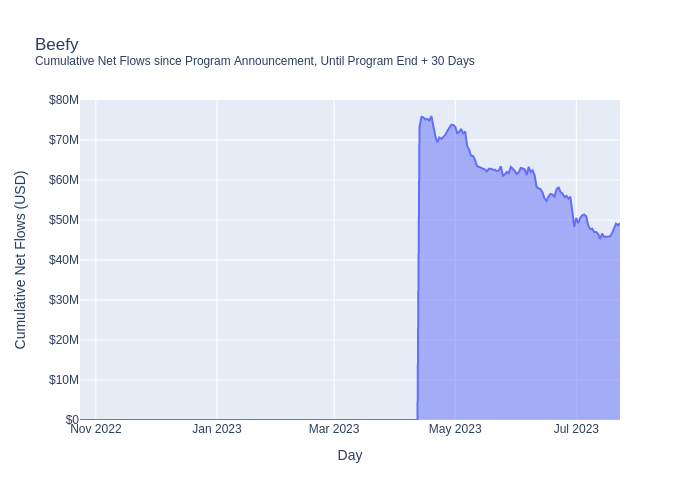 Beefy
Cumulative Net Flows since Program Announcement, Until Program End + 30 Days
Cumulative Net Flows (USD)
$80M
$70M
$60M
$50M
$40M
$30M
$20M
$10M
$0
Nov 2022 Jan 2023 Mar 2023 May 2023 Jul 2023
Day